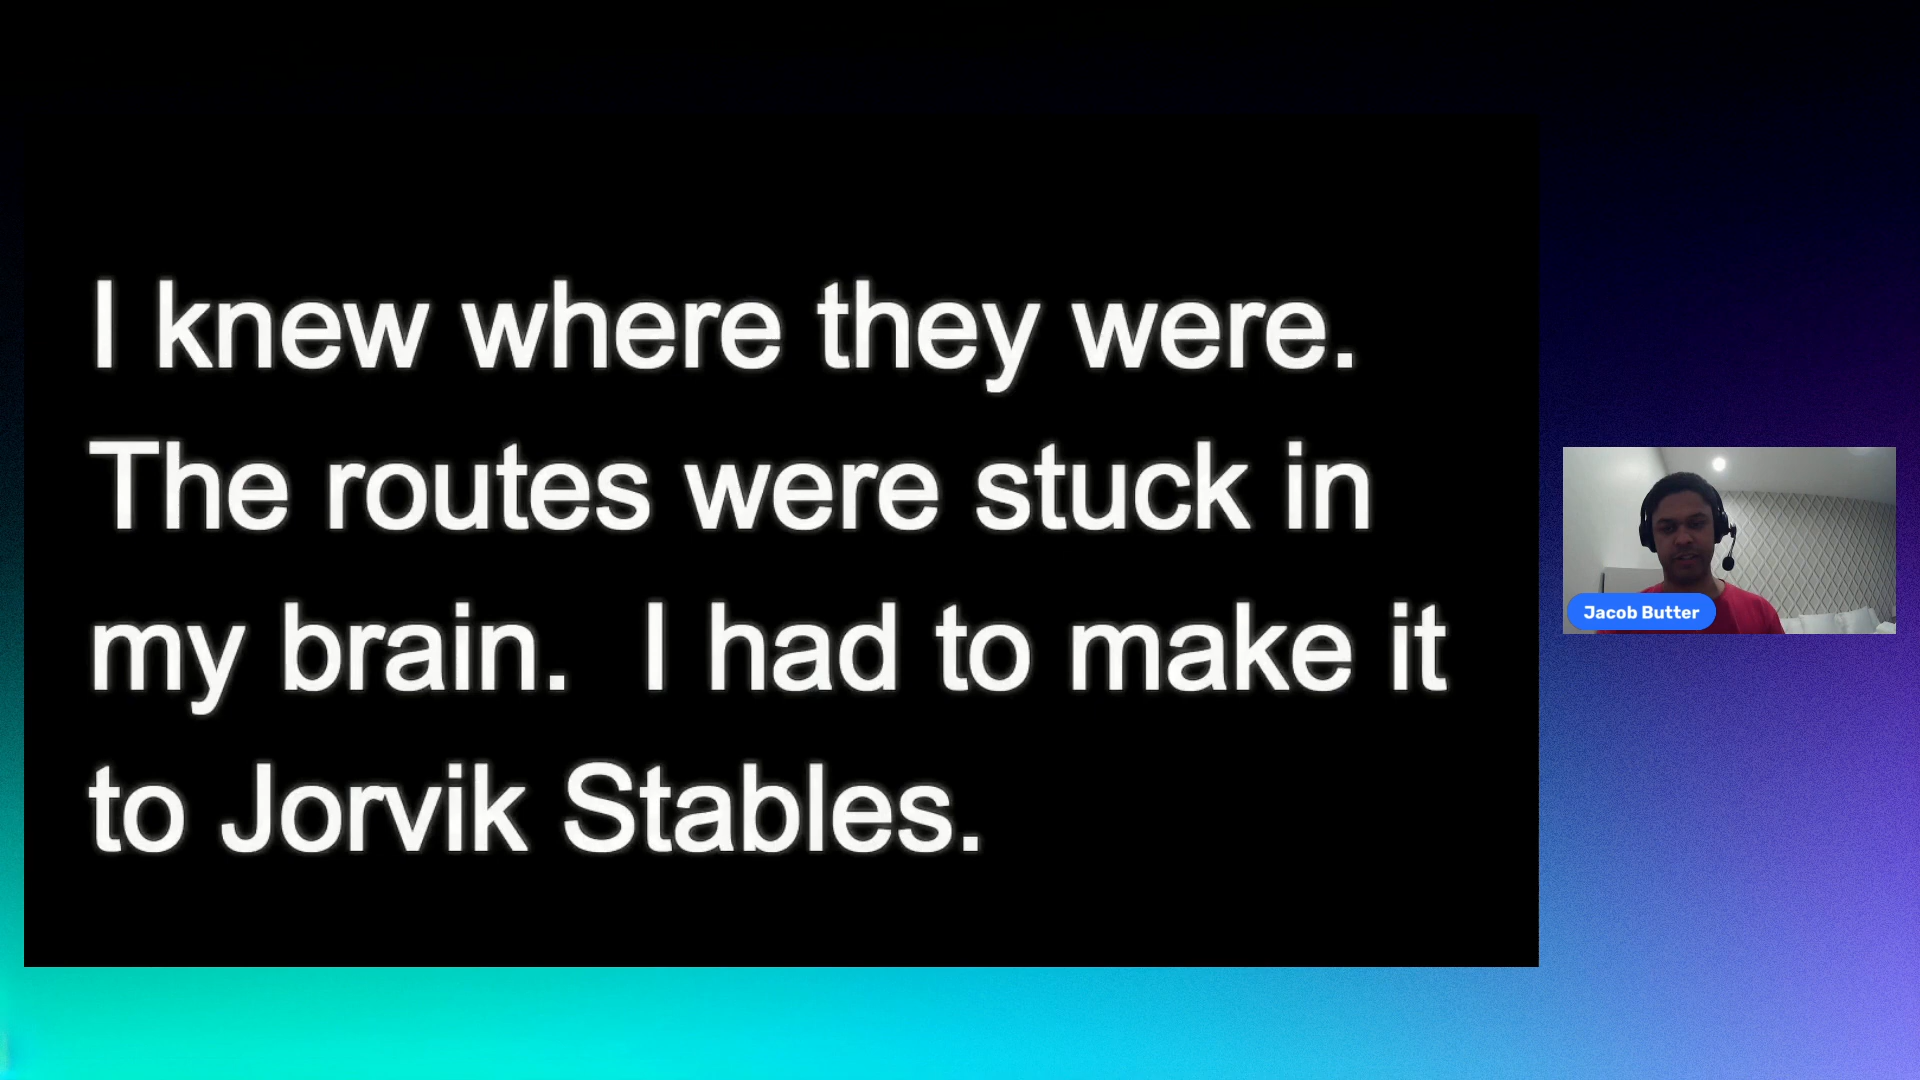 I knew where they were.
The routes were stuck in
my brain.  I had to make it
to Jorvik Stables.
Jacob Butter